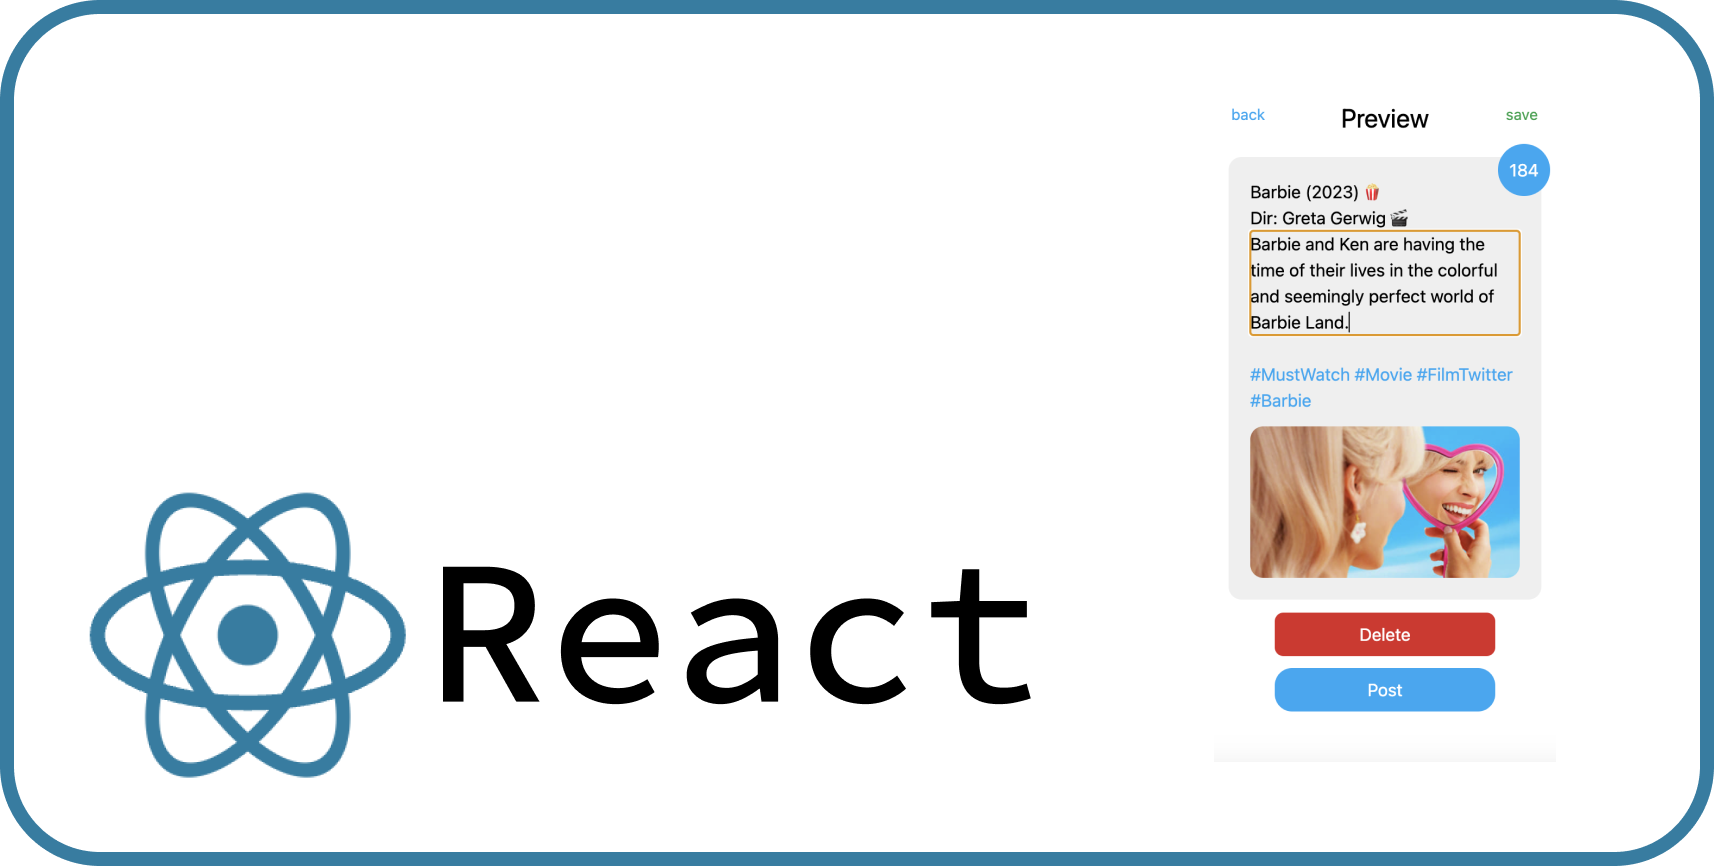 back
Preview
save
184
Barbie (2023) 🍿
Dir: Greta Gerwig 🎬
Barbie and Ken are having the
time of their lives in the colorful
and seemingly perfect world of
Barbie Land.
#MustWatch #Movie #FilmTwitter
#Barbie
Delete
Post
React